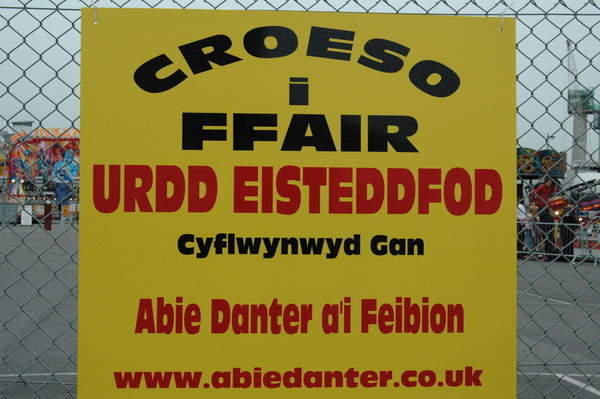 CROESO
i
FFAIR
URDD EISTEDDFOD
Cyflwynwyd Gan
Abie Danter a'i Feibion
www.abiedanter.co.uk